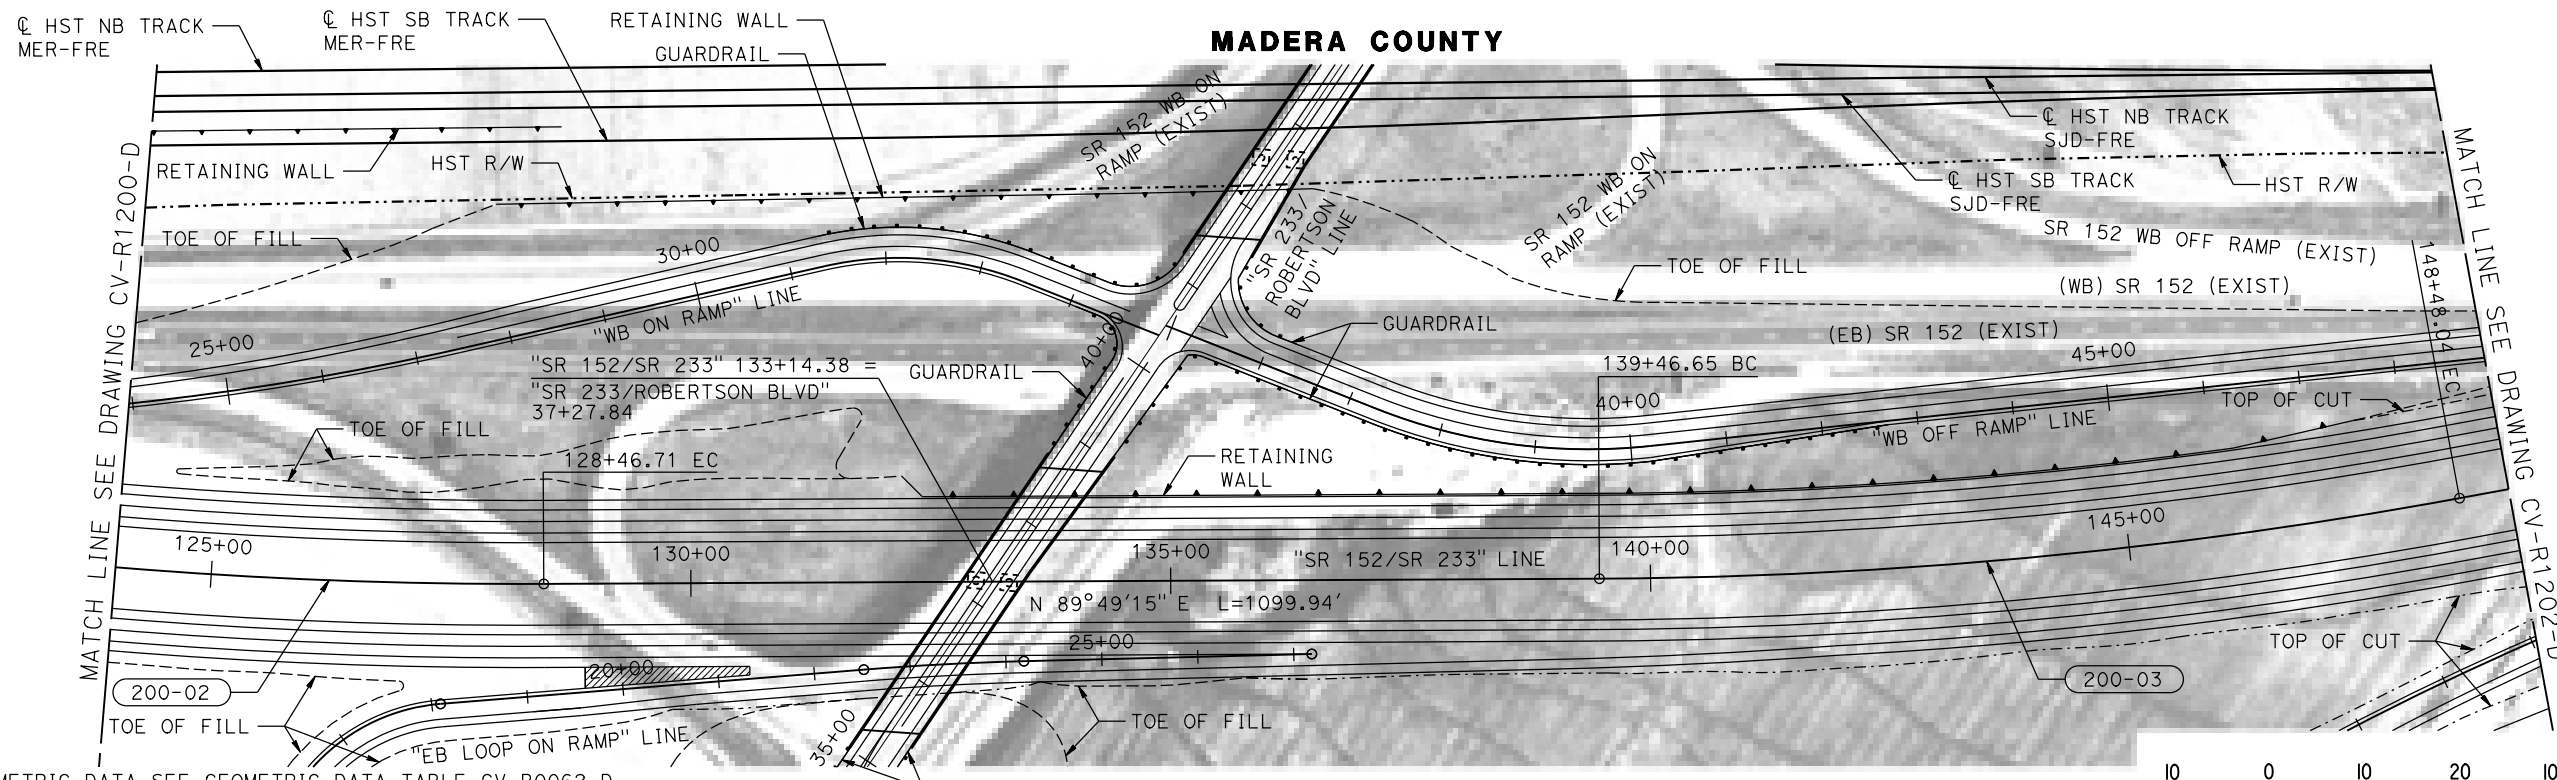 ℄ HST NB TRACK
MER-FRE
℄ HST SB TRACK
MER-FRE
RETAINING WALL
GUARDRAIL
MADERA COUNTY
SR 152 WB ON
RAMP (EXIST)
℄ HST NB TRACK
SJD-FRE
RETAINING WALL
HST R/W
℄ HST SB TRACK
SJD-FRE
HST R/W
SR 152 WB ON
RAMP (EXIST)
"SR 233/
ROBERTSON
BLVD" LINE
TOE OF FILL
30+00
SR 152 WB OFF RAMP (EXIST)
TOE OF FILL
(WB) SR 152 (EXIST)
148+48.04 EC
"WB ON RAMP" LINE
GUARDRAIL
(EB) SR 152 (EXIST)
25+00
40+00
45+00
"SR 152/SR 233" 133+14.38 =
"SR 233/ROBERTSON BLVD"
37+27.84
GUARDRAIL
139+46.65 BC
40+00
TOP OF CUT
"WB OFF RAMP" LINE
TOE OF FILL
128+46.71 EC
RETAINING
WALL
125+00
130+00
135+00
"SR 152/SR 233" LINE
140+00
145+00
N 89°49'15" E L=1099.94'
25+00
20+00
TOP OF CUT
200-02
200-03
TOE OF FILL
"EB LOOP ON RAMP" LINE
35+00
TOE OF FILL
MATCH LINE SEE DRAWING CV-R1200-D
MATCH LINE SEE DRAWING CV-R1202-D
METRIC DATA SEE GEOMETRIC DATA TABLE CV-R0063-D
10 0 10 20 10